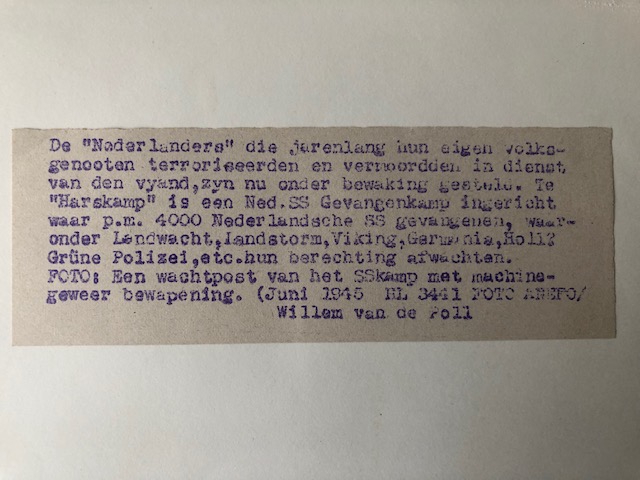 De "Nederlanders" die jarenlang hun eigen volks-
genooten terroriseerden en vermoordden in dienst
van den vyand,zyn nu onder bewaking gesteld. Te
"Harskamp" is een Ned.SS Gevangenkamp ingericht
waar p.m. 4000 Nederlandsche SS gevangenen, waar-
onder Landwacht,landstorm,Viking,Germania,
Grüne Polizei,etc.hun berechting afwachten.
FOTO: Een wachtpost van het SSkamp met machine-
geweer bewapening. (Juni 1945 BL 3441 FOTO ANEFO/
Willem van de Poll